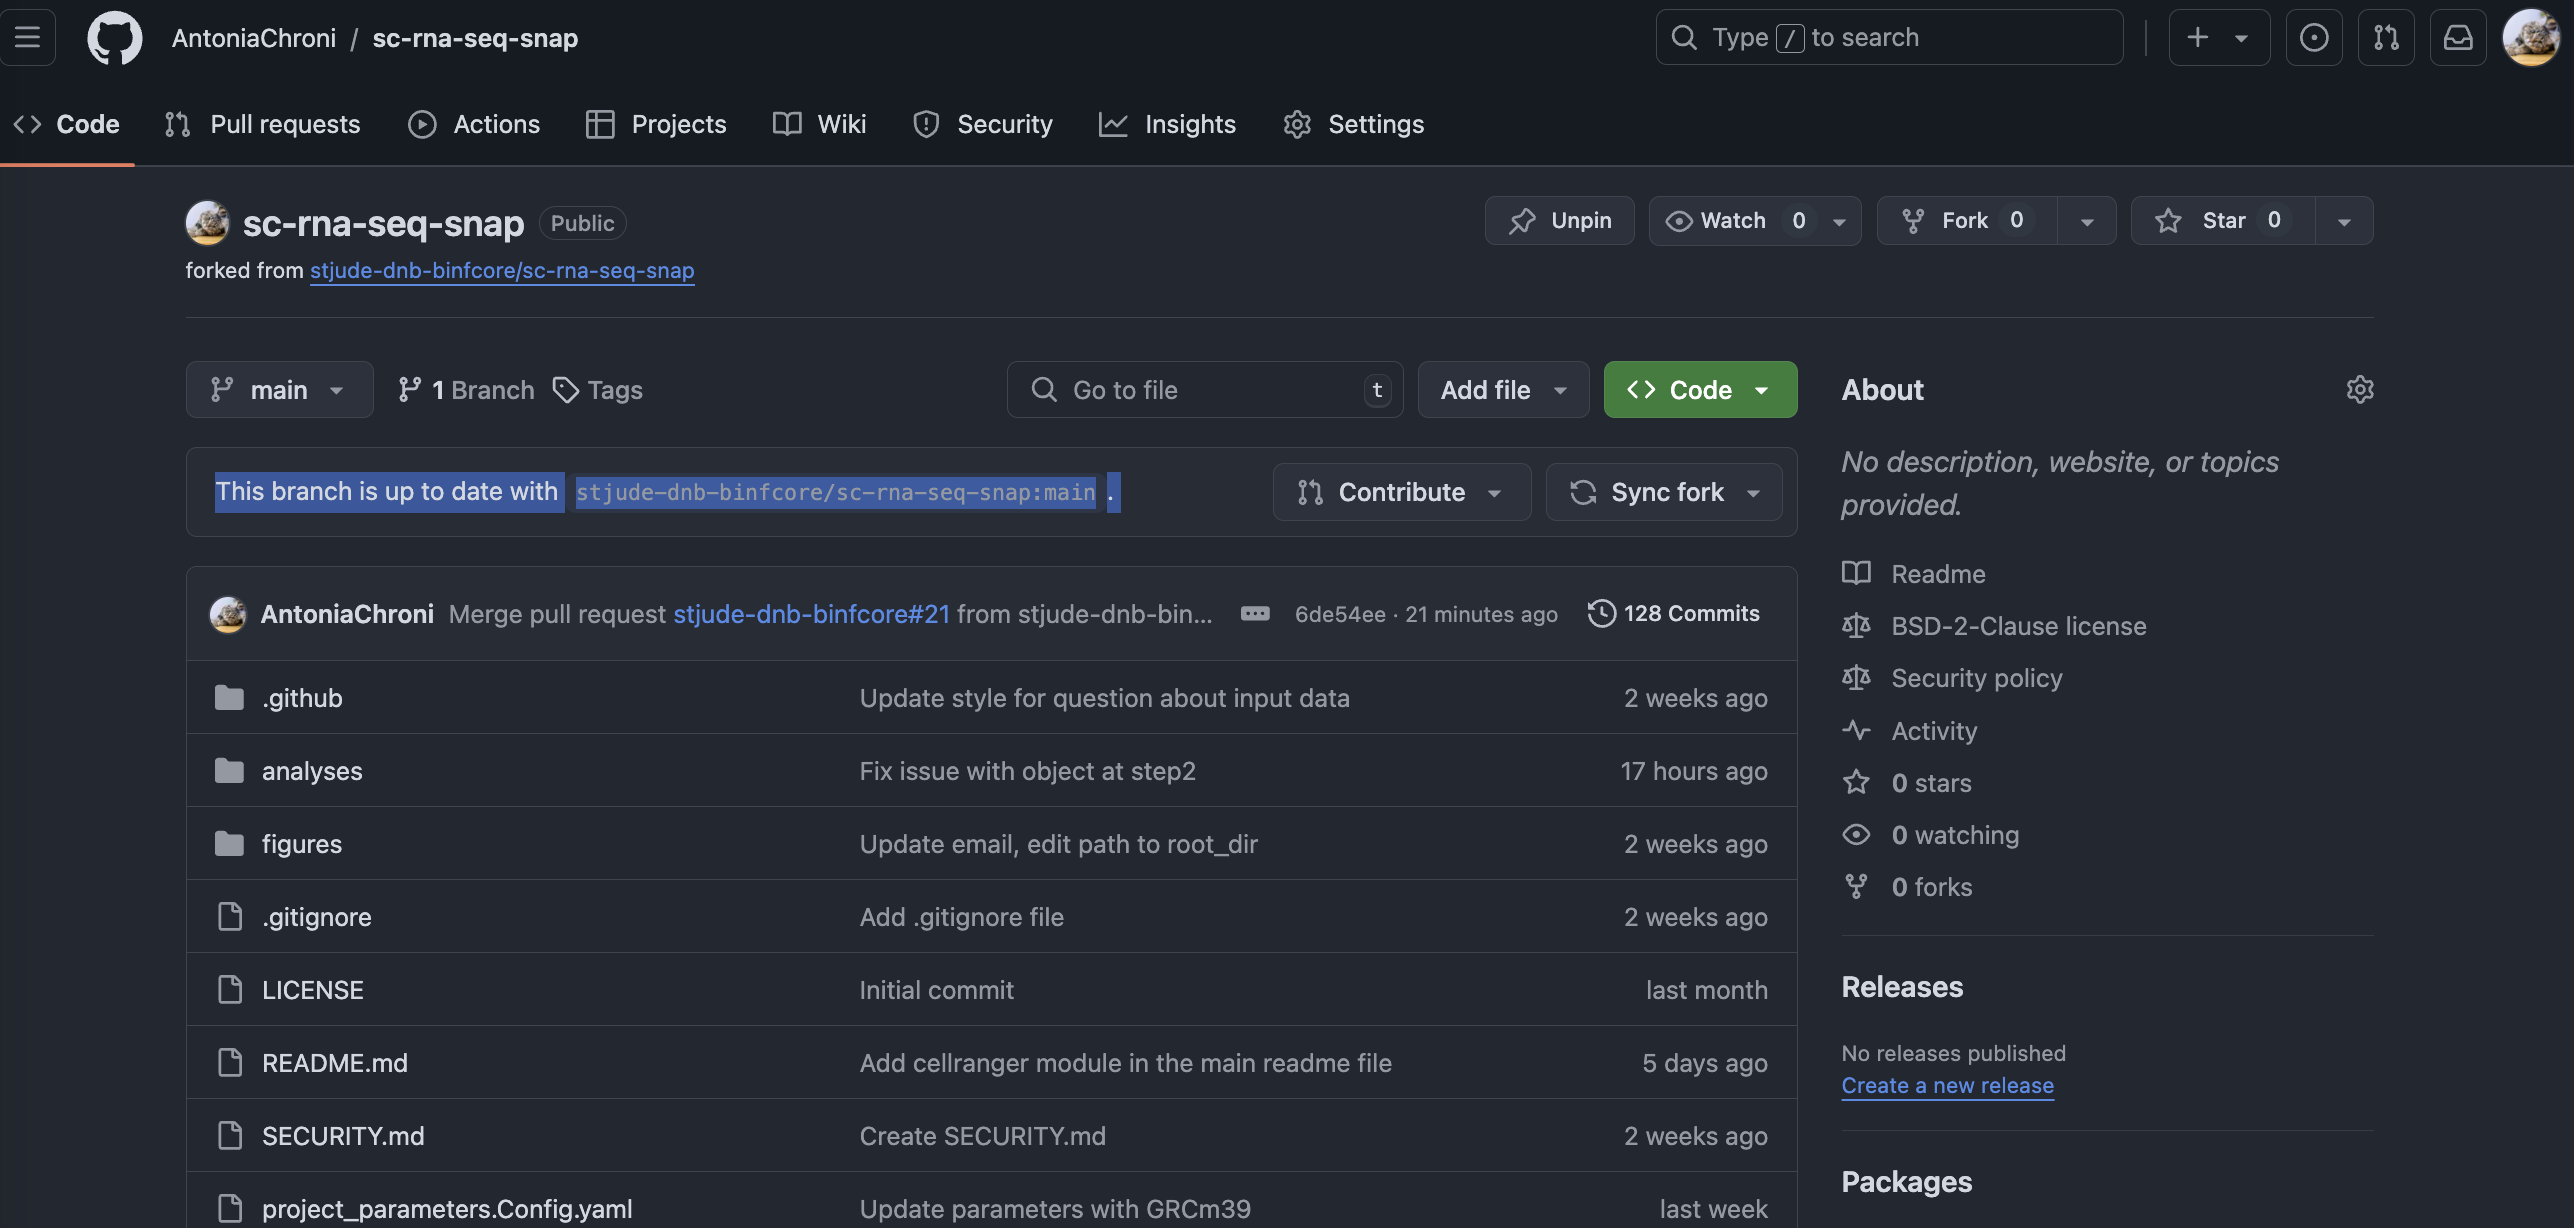 AntoniaChroni / sc-rna-seq-snap
Type / to search
Code Pull requests Actions Projects Wiki Security Insights Settings
sc-rna-seq-snap Public
Unpin Watch 0 Fork 0 Star 0
forked from stjude-dnb-binfcore/sc-rna-seq-snap
main 1 Branch Tags
Go to file t Add file Code
This branch is up to date with stjude-dnb-binfcore/sc-rna-seq-snap:main .
Contribute Sync fork
AntoniaChroni Merge pull request stjude-dnb-binfcore#21 from stjude-dnb-bin... 6de54ee · 21 minutes ago 128 Commits
.github Update style for question about input data 2 weeks ago
analyses Fix issue with object at step2 17 hours ago
figures Update email, edit path to root_dir 2 weeks ago
.gitignore Add .gitignore file 2 weeks ago
LICENSE Initial commit last month
README.md Add cellranger module in the main readme file 5 days ago
SECURITY.md Create SECURITY.md 2 weeks ago
project_parameters.Config.yaml Update parameters with GRCm39 last week
About
No description, website, or topics
provided.
Readme
BSD-2-Clause license
Security policy
Activity
0 stars
0 watching
0 forks
Releases
No releases published
Create a new release
Packages